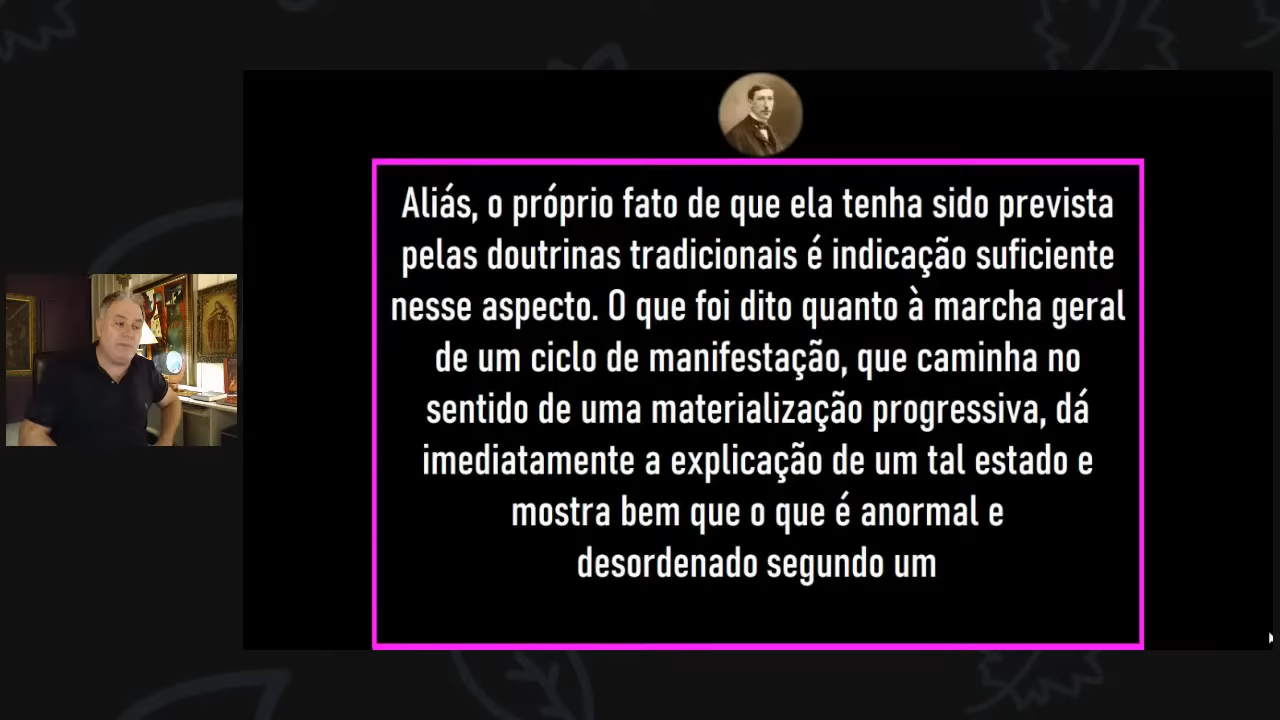 Aliás, o próprio fato de que ela tenha sido prevista
pelas doutrinas tradicionais é indicação suficiente
nesse aspecto. O que foi dito quanto à marcha geral
de um ciclo de manifestação, que caminha no
sentido de uma materialização progressiva, dá
imediatamente a explicação de um tal estado e
mostra bem que o que é anormal e
desordenado segundo um